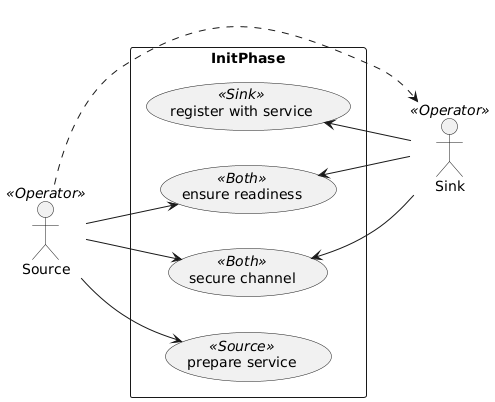 InitPhase
«Sink»
register with service
«Operator»
«Both»
ensure readiness
Sink
«Operator»
Source
«Both»
secure channel
«Source»
prepare service